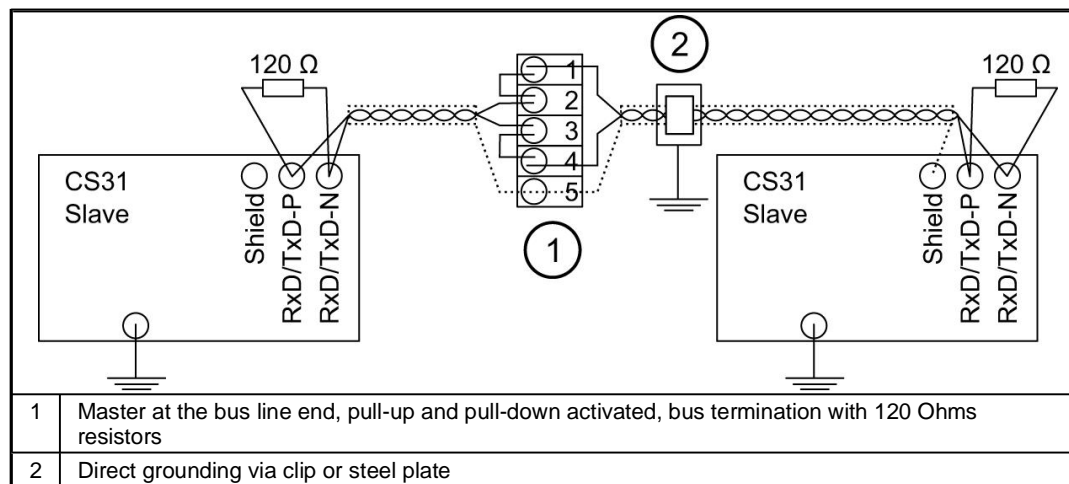 120 Ω
1
2
3
4
5
2
120 Ω
CS31
Slave
Shield
RxD/TxD-P
RxD/TxD-N
1
CS31
Slave
Shield
RxD/TxD-P
RxD/TxD-N
1 Master at the bus line end, pull-up and pull-down activated, bus termination with 120 Ohms
resistors
2 Direct grounding via clip or steel plate